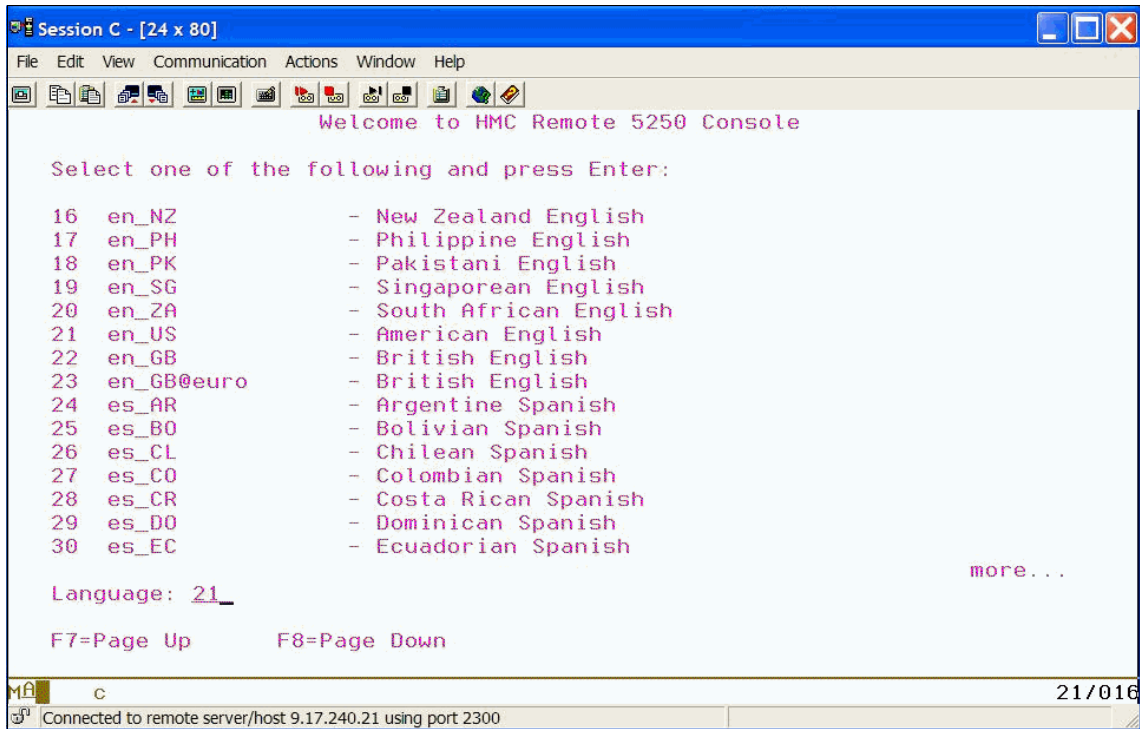 Session C - [24 x 80]
File Edit View Communication Actions Window Help
Welcome to HMC Remote 5250 Console
Select one of the following and press Enter:
16 en_NZ - New Zealand English
17 en_PH - Philippine English
18 en_PK - Pakistani English
19 en_SG - Singaporean English
20 en_ZA - South African English
21 en_US - American English
22 en_GB - British English
23 en_GB@euro - British English
24 es_AR - Argentine Spanish
25 es_BO - Bolivian Spanish
26 es_CL - Chilean Spanish
27 es_CO - Colombian Spanish
28 es_CR - Costa Rican Spanish
29 es_DO - Dominican Spanish
30 es_EC - Ecuadorian Spanish
more...
Language: 21_
F7=Page Up F8=Page Down
MA c 21/016
Connected to remote server/host 9.17.240.21 using port 2300